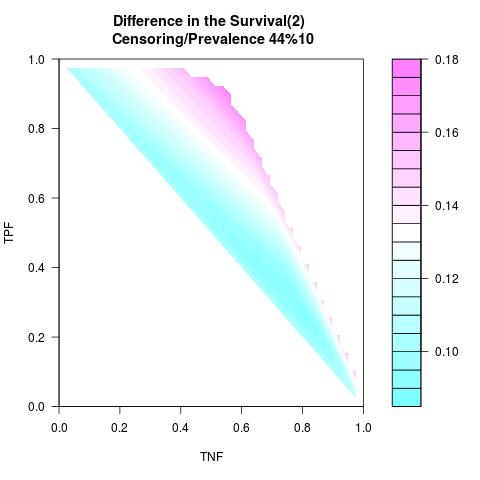 Difference in the Survival(2)
Censoring/Prevalence 44%10
1.0
0.8
0.6
0.4
0.2
0.0
TPF
0.0 0.2 0.4 0.6 0.8 1.0
TNF
0.18
0.16
0.14
0.12
0.10